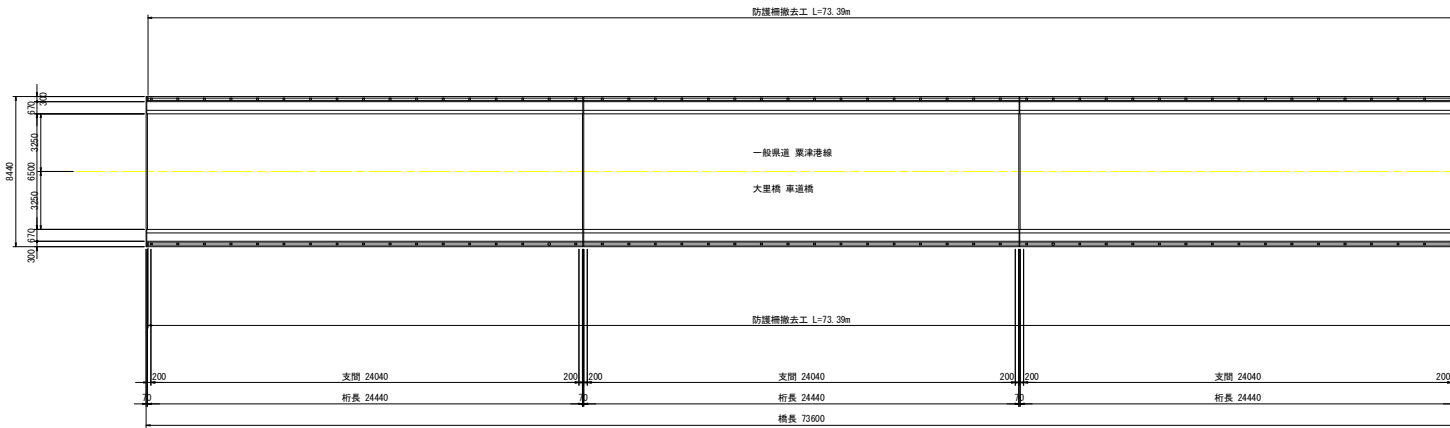 防護柵撤去工 L=73.39m
300
670
3250
8440
6500
3250
670
300
一般県道 粟津港線
大里橋 車道橋
防護柵撤去工 L=73.39m
200 支間 24040 200 200 支間 24040 200 200 支間 24040 200
70 桁長 24440 70 桁長 24440 70 桁長 24440
橋長 73600